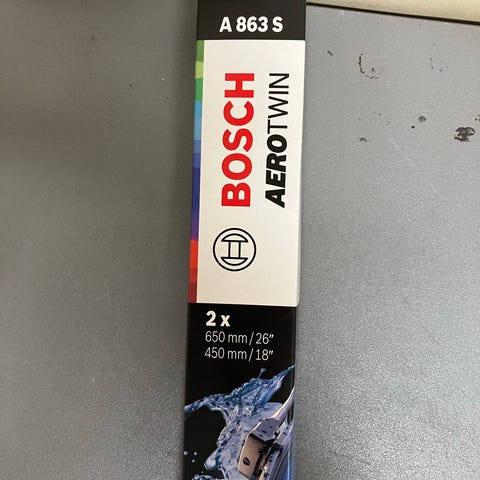 A 863 S
BOSCH
AEROTWIN
2 x
650 mm / 26″
450 mm / 18″